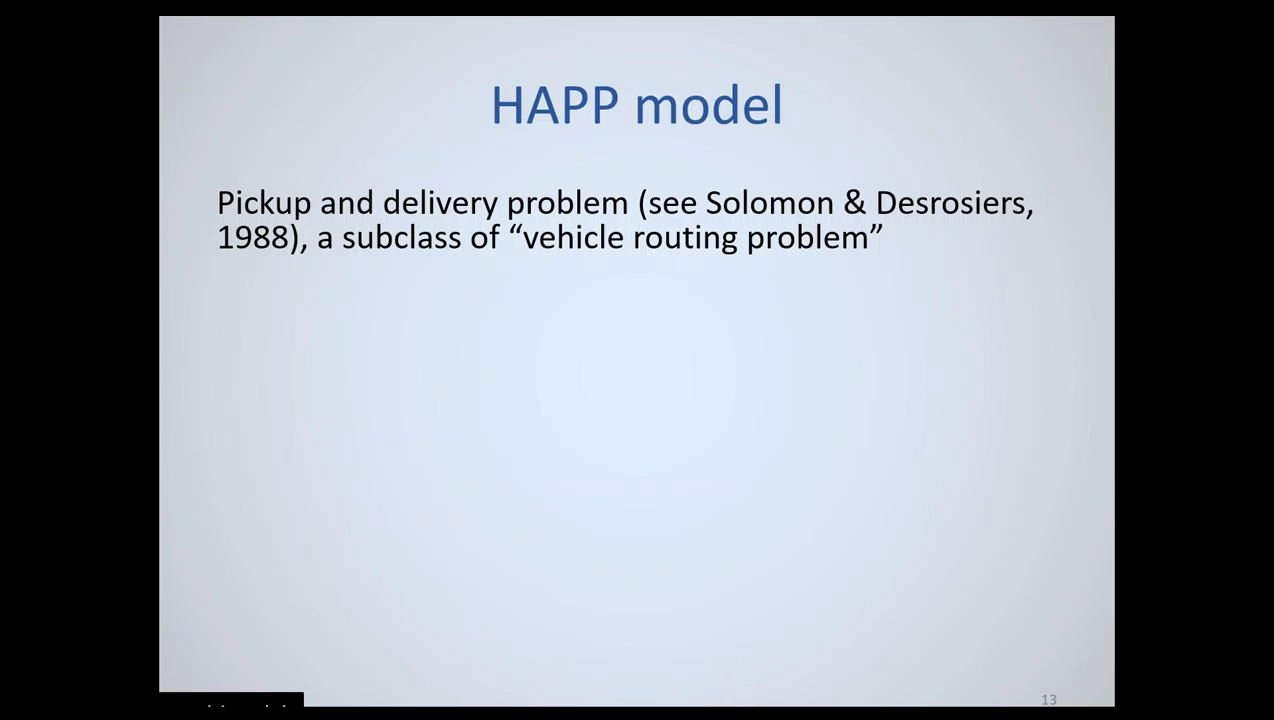 HAPP model
Pickup and delivery problem (see Solomon & Desrosiers,
1988), a subclass of “vehicle routing problem”
13